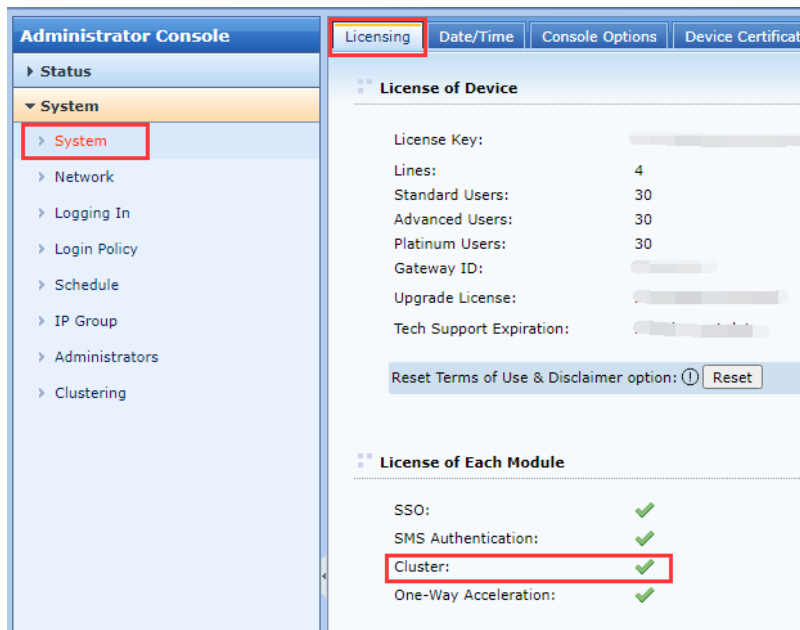 Administrator Console
Status
System
System
Network
Logging In
Login Policy
Schedule
IP Group
Administrators
Clustering
Licensing Date/Time Console Options Device Certificat
License of Device
License Key:
Lines: 4
Standard Users: 30
Advanced Users: 30
Platinum Users: 30
Gateway ID:
Upgrade License:
Tech Support Expiration:
Reset Terms of Use & Disclaimer option: Reset
License of Each Module
SSO:
SMS Authentication:
Cluster:
One-Way Acceleration: